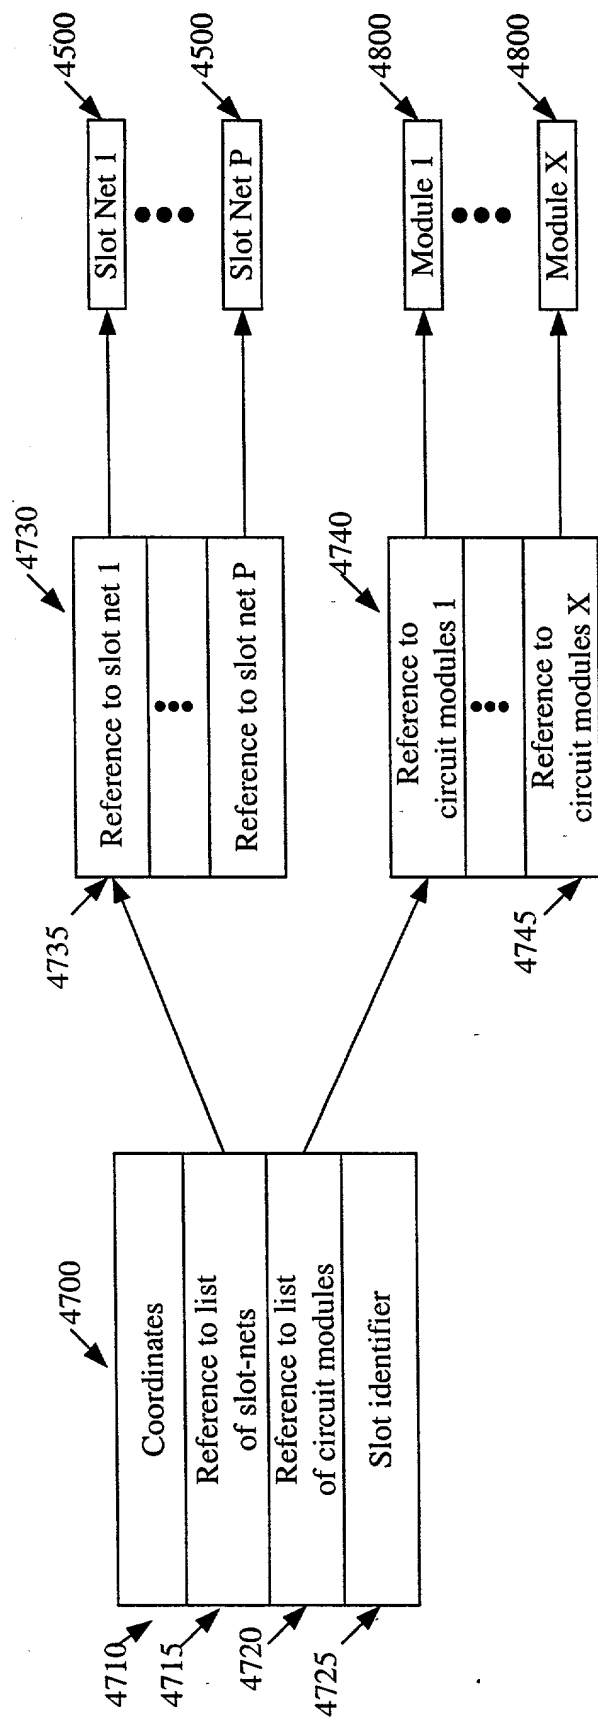 4700
4710
Coordinates
4715
Reference to list
of slot-nets
4720
Reference to list
of circuit modules
4725
Slot identifier
4730
4735
Reference to slot net 1
Reference to slot net P
4740
Reference to
circuit modules 1
4745
Reference to
circuit modules X
4500
Slot Net 1
4500
Slot Net P
4800
Module 1
4800
Module X